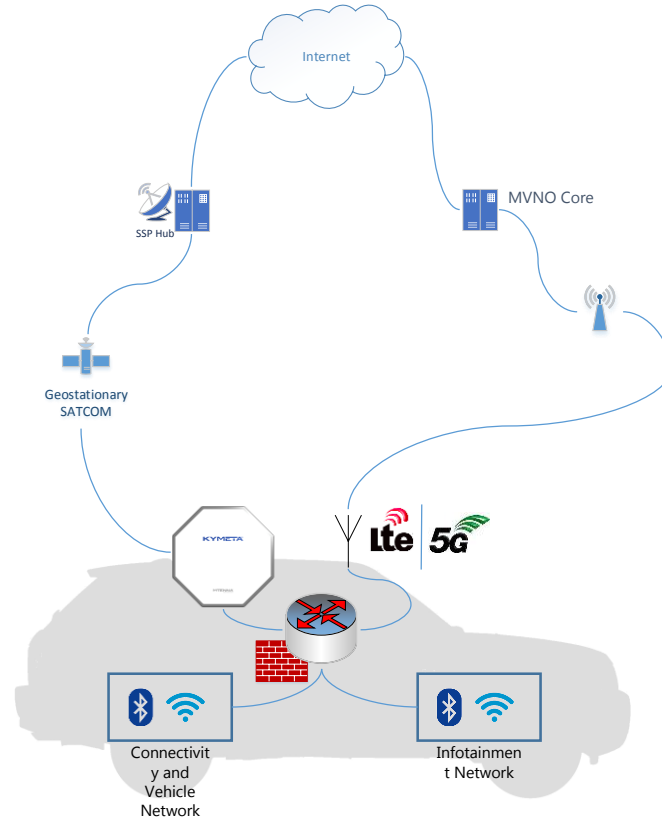 Internet
SSP Hub
MVNO Core
Geostationary
SATCOM
KYMETA
Lte 5G
Connectivit
y and
Vehicle
Network
Infotainmen
t Network